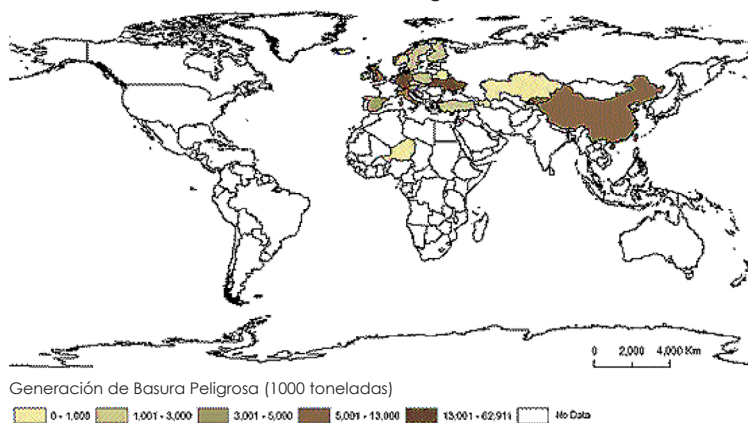 0 2,000 4,000 Km
Generación de Basura Peligrosa (1000 toneladas)
0 - 1,000 1,001 - 3,000 3,001 - 5,000 5,001 - 13,000 13,001 - 62,911 No Data